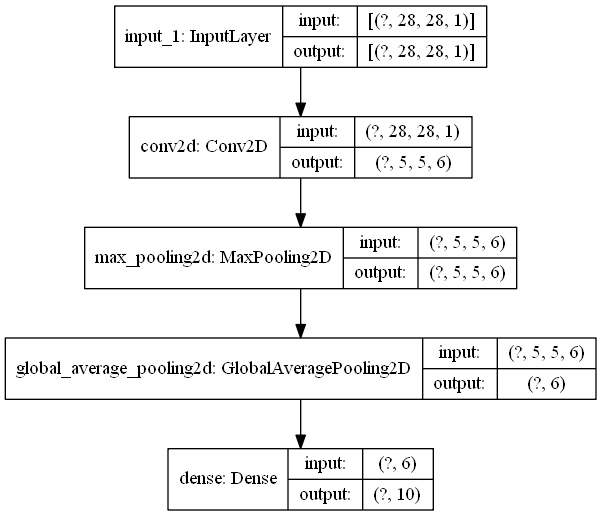 input_1: InputLayer
input: [(?, 28, 28, 1)]
output: [(?, 28, 28, 1)]
conv2d: Conv2D
input: (?, 28, 28, 1)
output: (?, 5, 5, 6)
max_pooling2d: MaxPooling2D
input: (?, 5, 5, 6)
output: (?, 5, 5, 6)
global_average_pooling2d: GlobalAveragePooling2D
input: (?, 5, 5, 6)
output: (?, 6)
dense: Dense
input: (?, 6)
output: (?, 10)